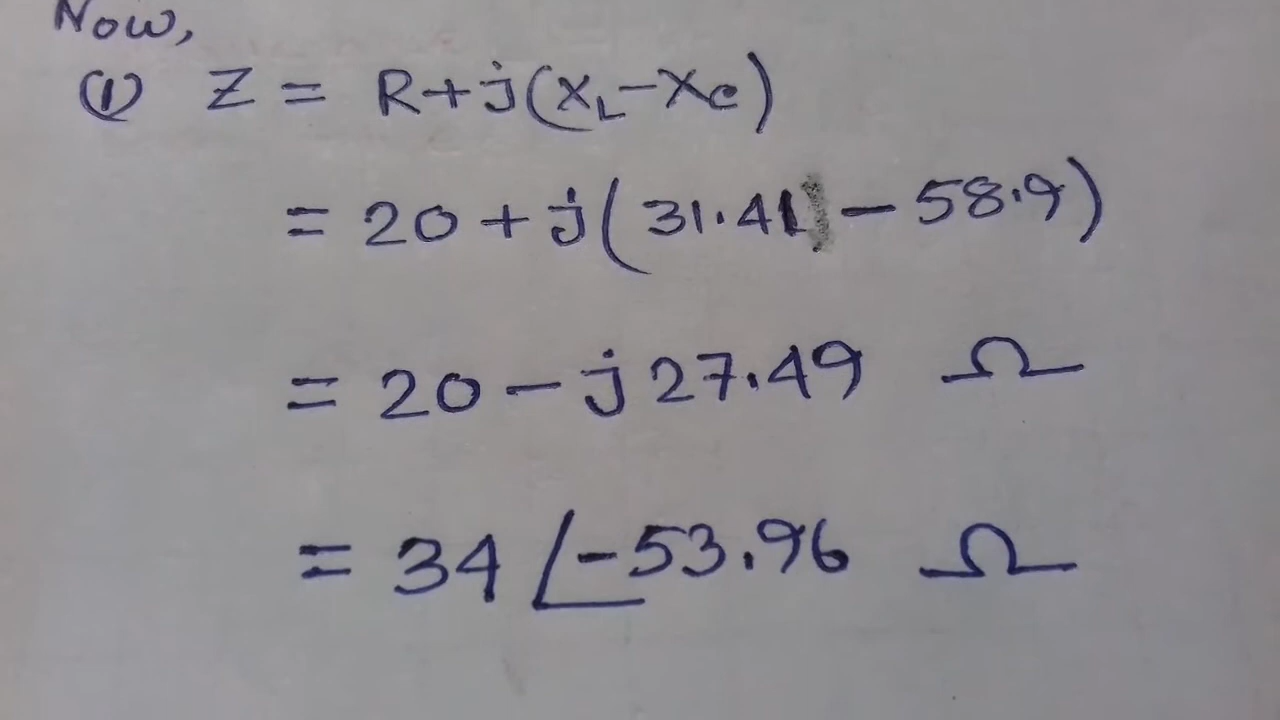 Now,
① Z = R+j(XL-Xc)
= 20 + j(31.41 - 58.9)
= 20 - j27.49 Ω
= 34 ∠-53.96 Ω